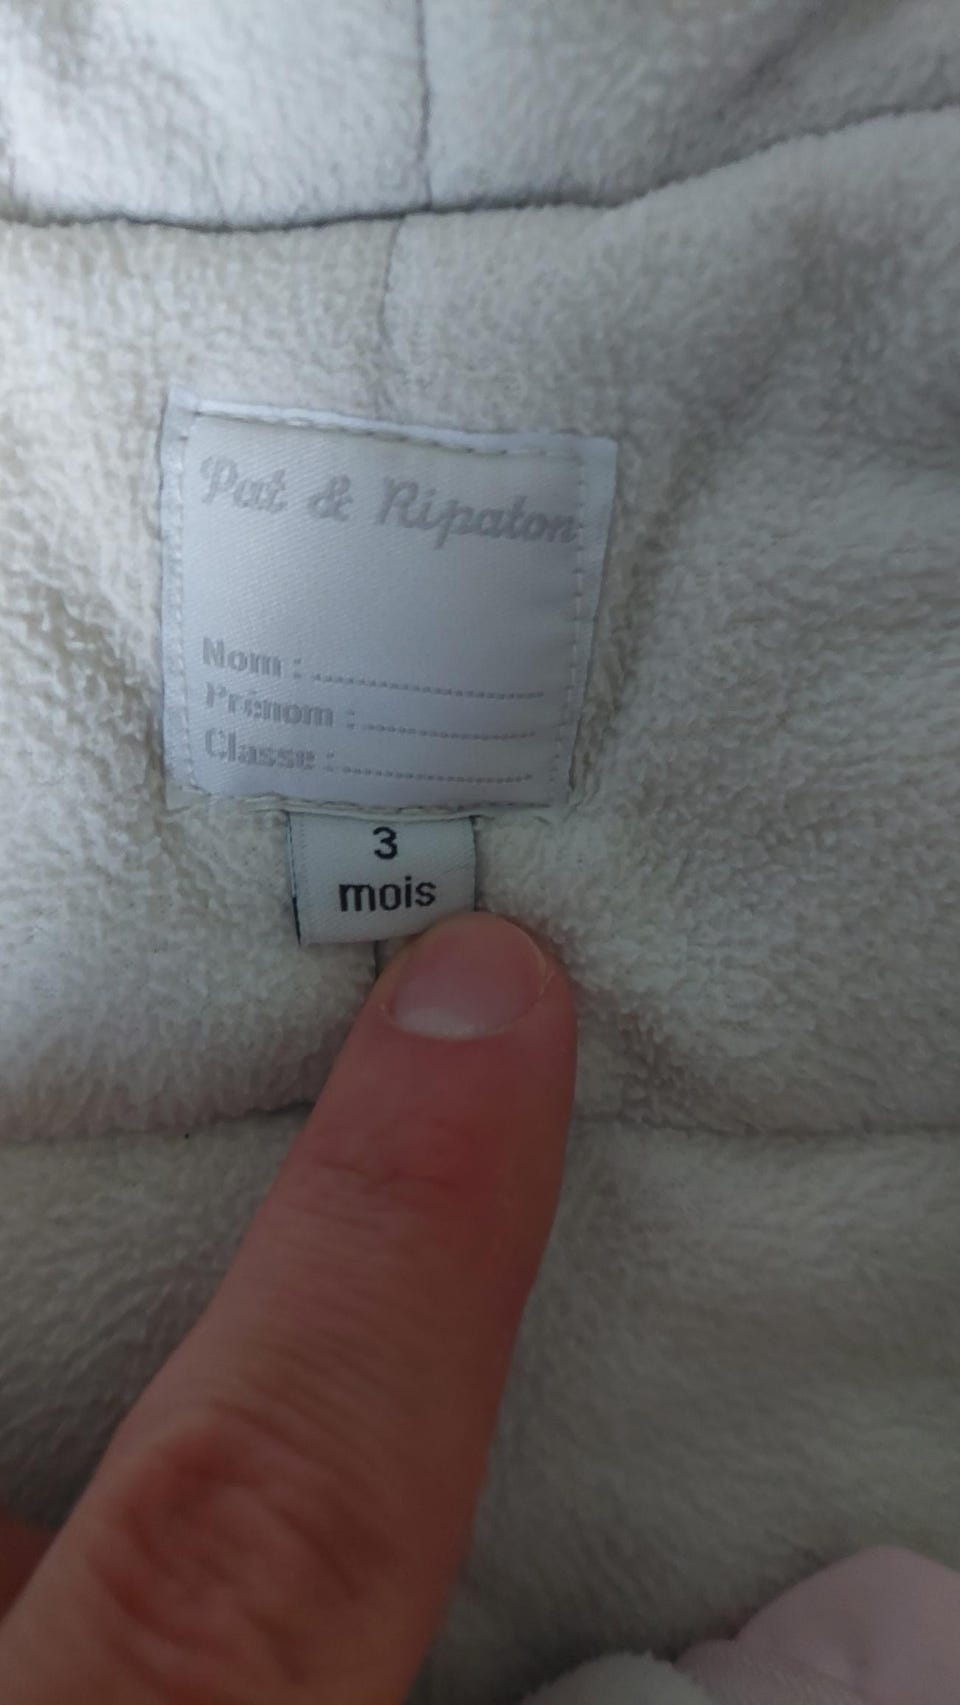 Pat & Ripaton
Nom : ........................
Prénom : ..................
Classe : ....................
3
mois